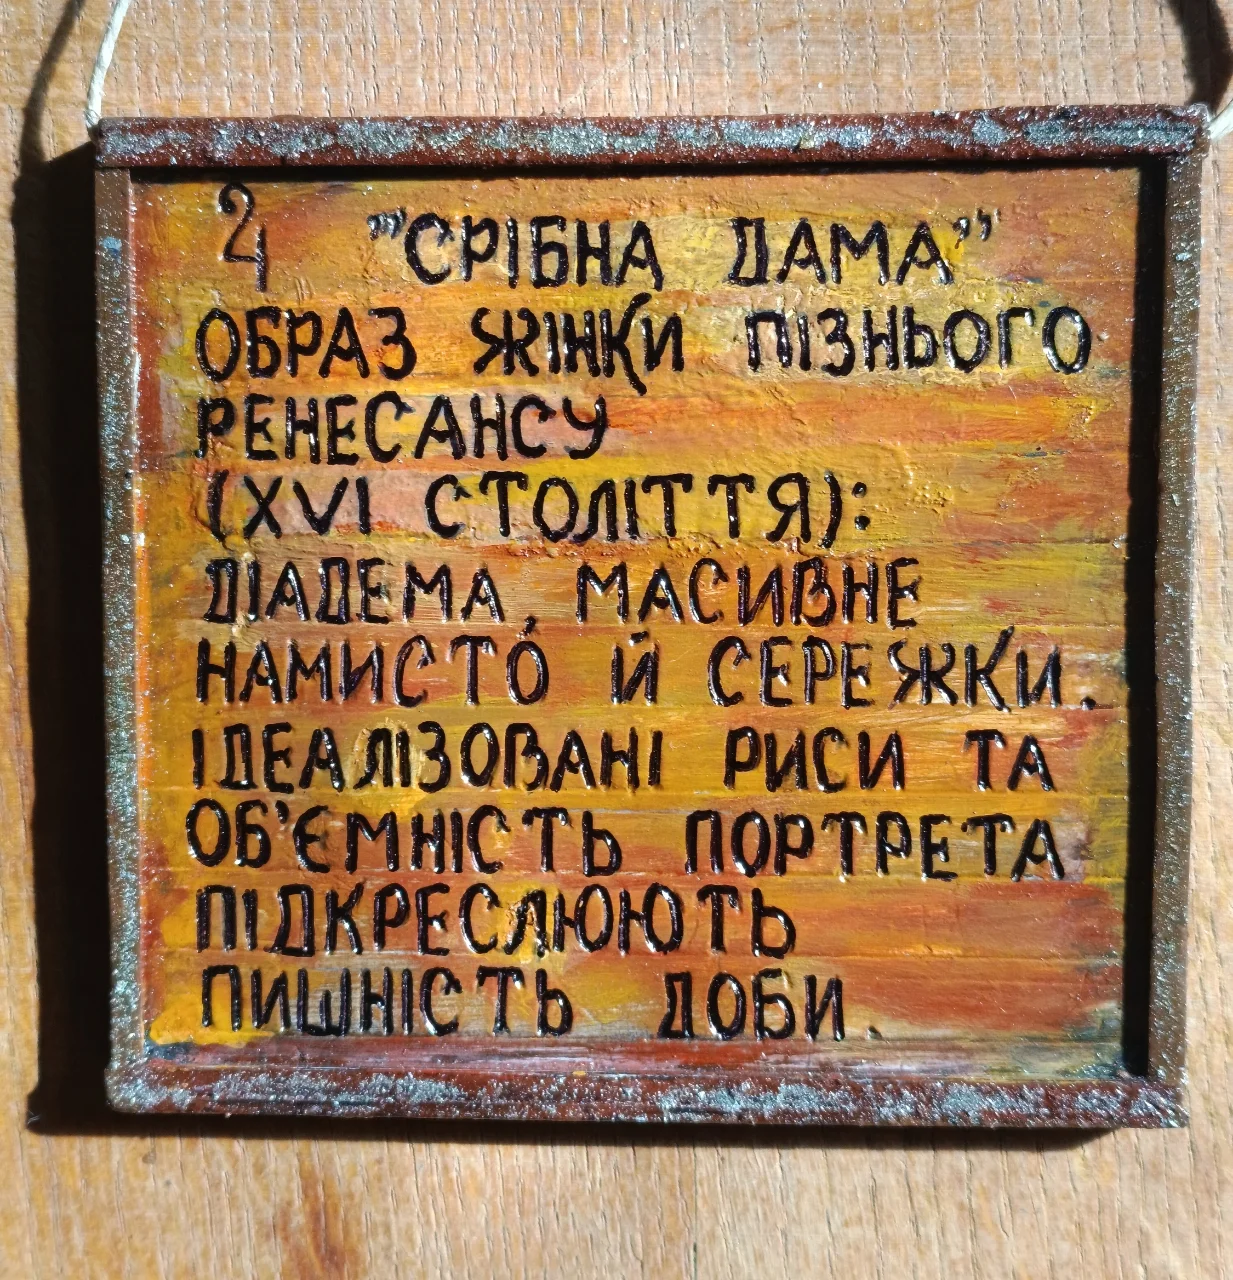 2 "СРІБНА ДАМА"
ОБРАЗ ЖІНКИ ПІЗНЬОГО
РЕНЕСАНСУ
(XVI СТОЛІТТЯ):
ДІАДЕМА, МАСИВНЕ
НАМИСТО́ Й СЕРЕЖКИ.
ІДЕАЛІЗОВАНІ РИСИ ТА
ОБ'ЄМНІСТЬ ПОРТРЕТА
ПІДКРЕСЛЮЮТЬ
ПИШНІСТЬ ДОБИ.